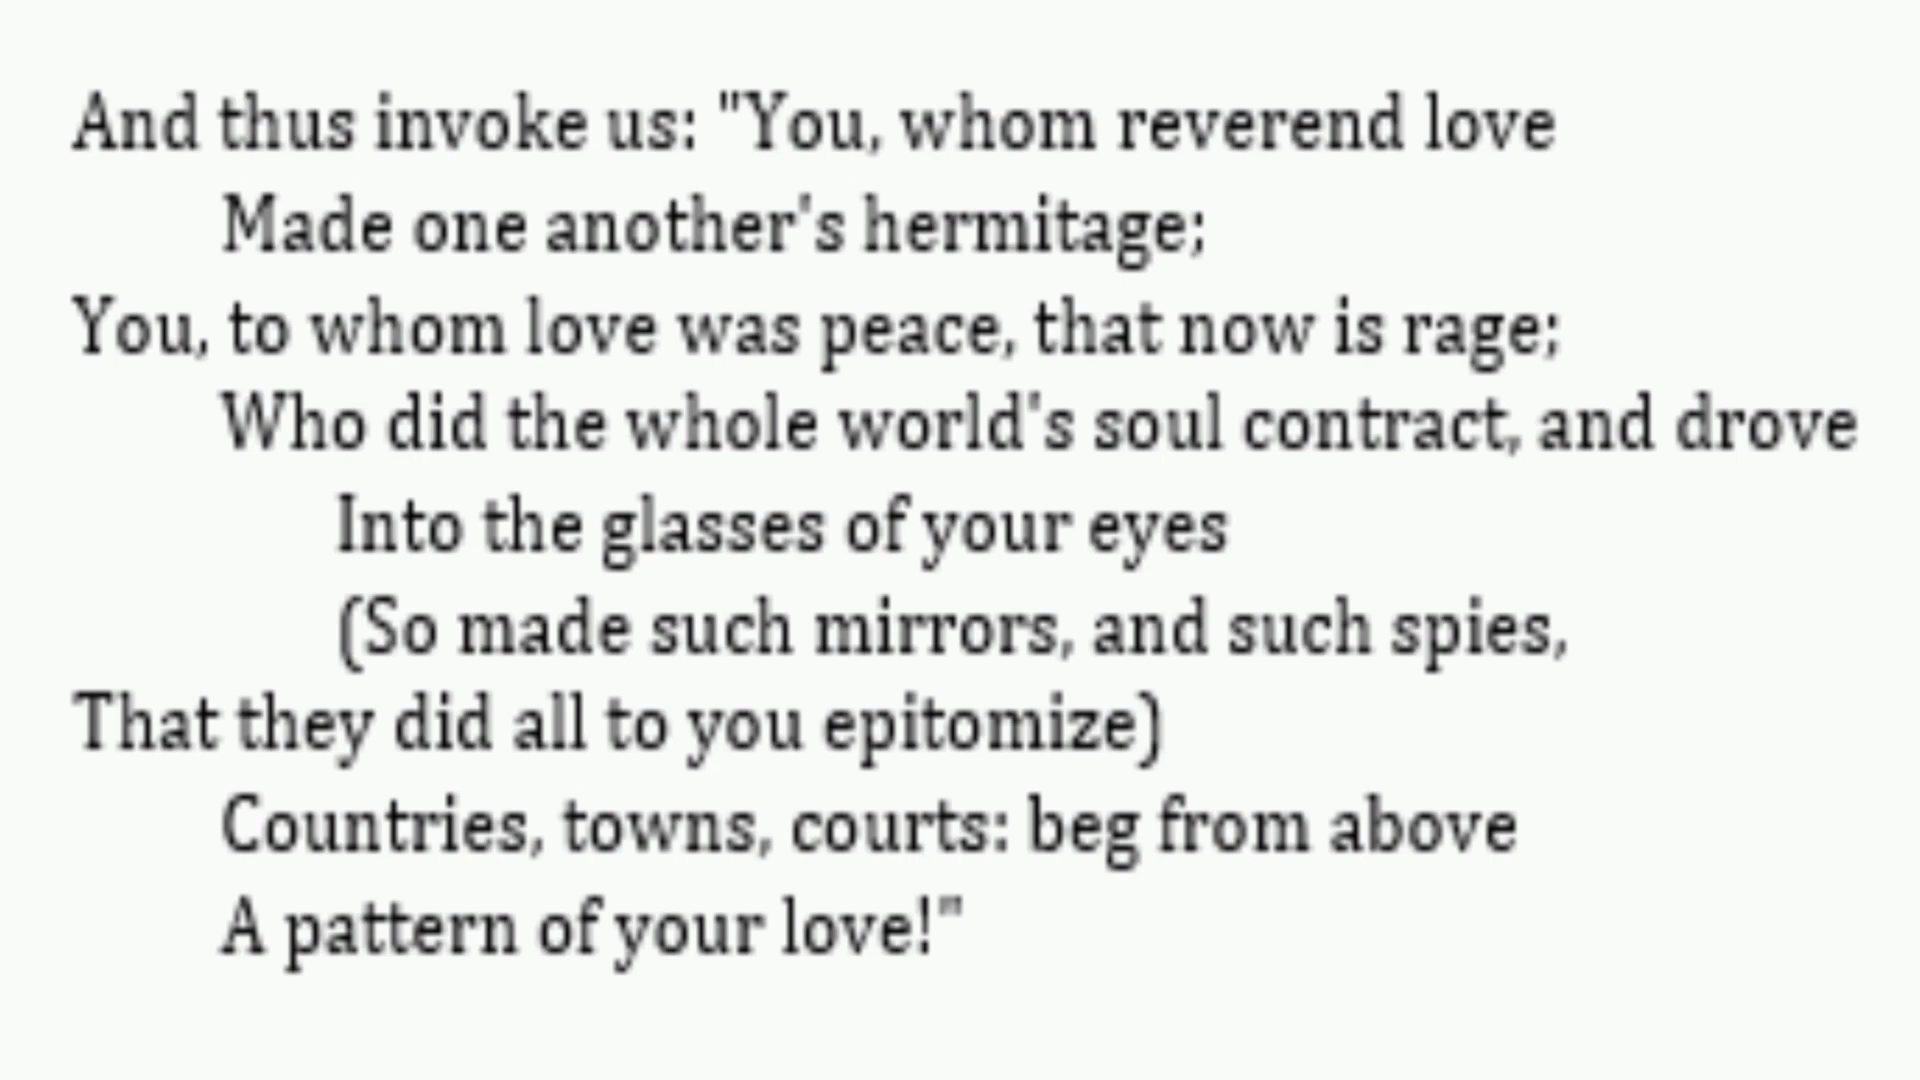 And thus invoke us: "You, whom reverend love
Made one another's hermitage;
You, to whom love was peace, that now is rage;
Who did the whole world's soul contract, and drove
Into the glasses of your eyes
(So made such mirrors, and such spies,
That they did all to you epitomize)
Countries, towns, courts: beg from above
A pattern of your love!"